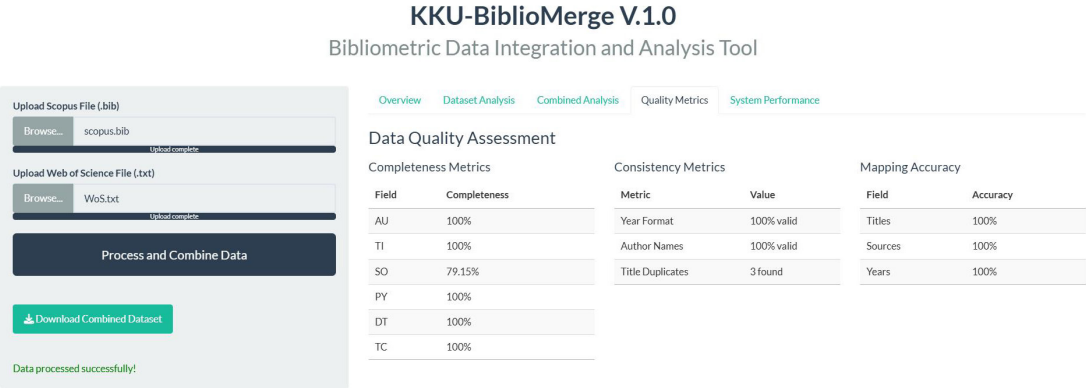 KKU-BiblioMerge V.1.0
Bibliometric Data Integration and Analysis Tool
Upload Scopus File (.bib)
Browse... scopus.bib
Upload complete
Upload Web of Science File (.txt)
Browse... WoS.txt
Upload complete
Process and Combine Data
Download Combined Dataset
Data processed successfully!
Overview Dataset Analysis Combined Analysis Quality Metrics System Performance
Data Quality Assessment
Completeness Metrics
Field Completeness
AU 100%
TI 100%
SO 79.15%
PY 100%
DT 100%
TC 100%
Consistency Metrics
Metric Value
Year Format 100% valid
Author Names 100% valid
Title Duplicates 3 found
Mapping Accuracy
Field Accuracy
Titles 100%
Sources 100%
Years 100%